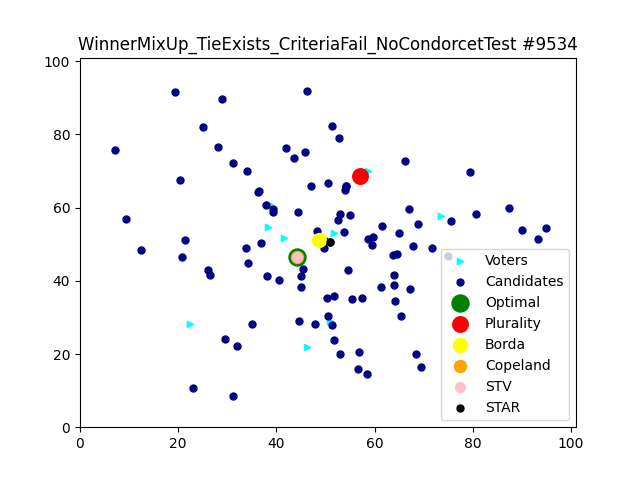 WinnerMixUp_TieExists_CriteriaFail_NoCondorcetTest #9534
100
80
60
40
20
0
0 20 40 60 80 100
Voters
Candidates
Optimal
Plurality
Borda
Copeland
STV
STAR